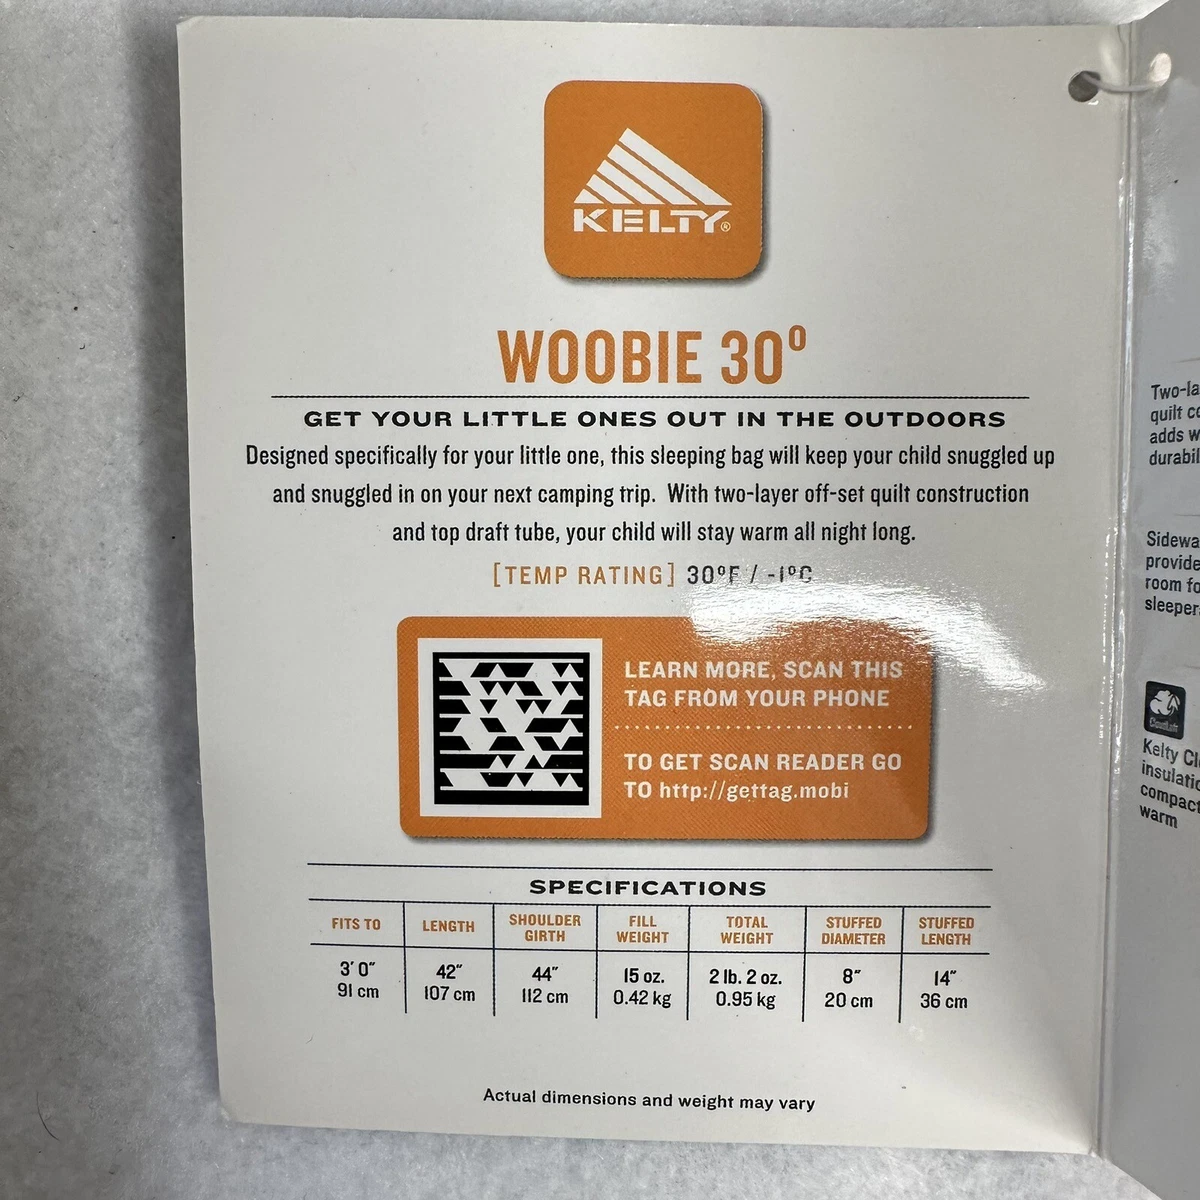 KELTY®
WOOBIE 30°
GET YOUR LITTLE ONES OUT IN THE OUTDOORS
Designed specifically for your little one, this sleeping bag will keep your child snuggled up
and snuggled in on your next camping trip. With two-layer off-set quilt construction
and top draft tube, your child will stay warm all night long.
[TEMP RATING] 30°F / -1°C
LEARN MORE, SCAN THIS
TAG FROM YOUR PHONE
TO GET SCAN READER GO
TO http://gettag.mobi
SPECIFICATIONS
FITS TO LENGTH SHOULDER GIRTH FILL WEIGHT TOTAL WEIGHT STUFFED DIAMETER STUFFED LENGTH
3' 0" 42" 44" 15 oz. 2 lb. 2 oz. 8" 14"
91 cm 107 cm 112 cm 0.42 kg 0.95 kg 20 cm 36 cm
Actual dimensions and weight may vary
Two-la
quilt co
adds w
durabil
Sidewa
provide
room fo
sleeper
Kelty Cl
insulatio
compact
warm